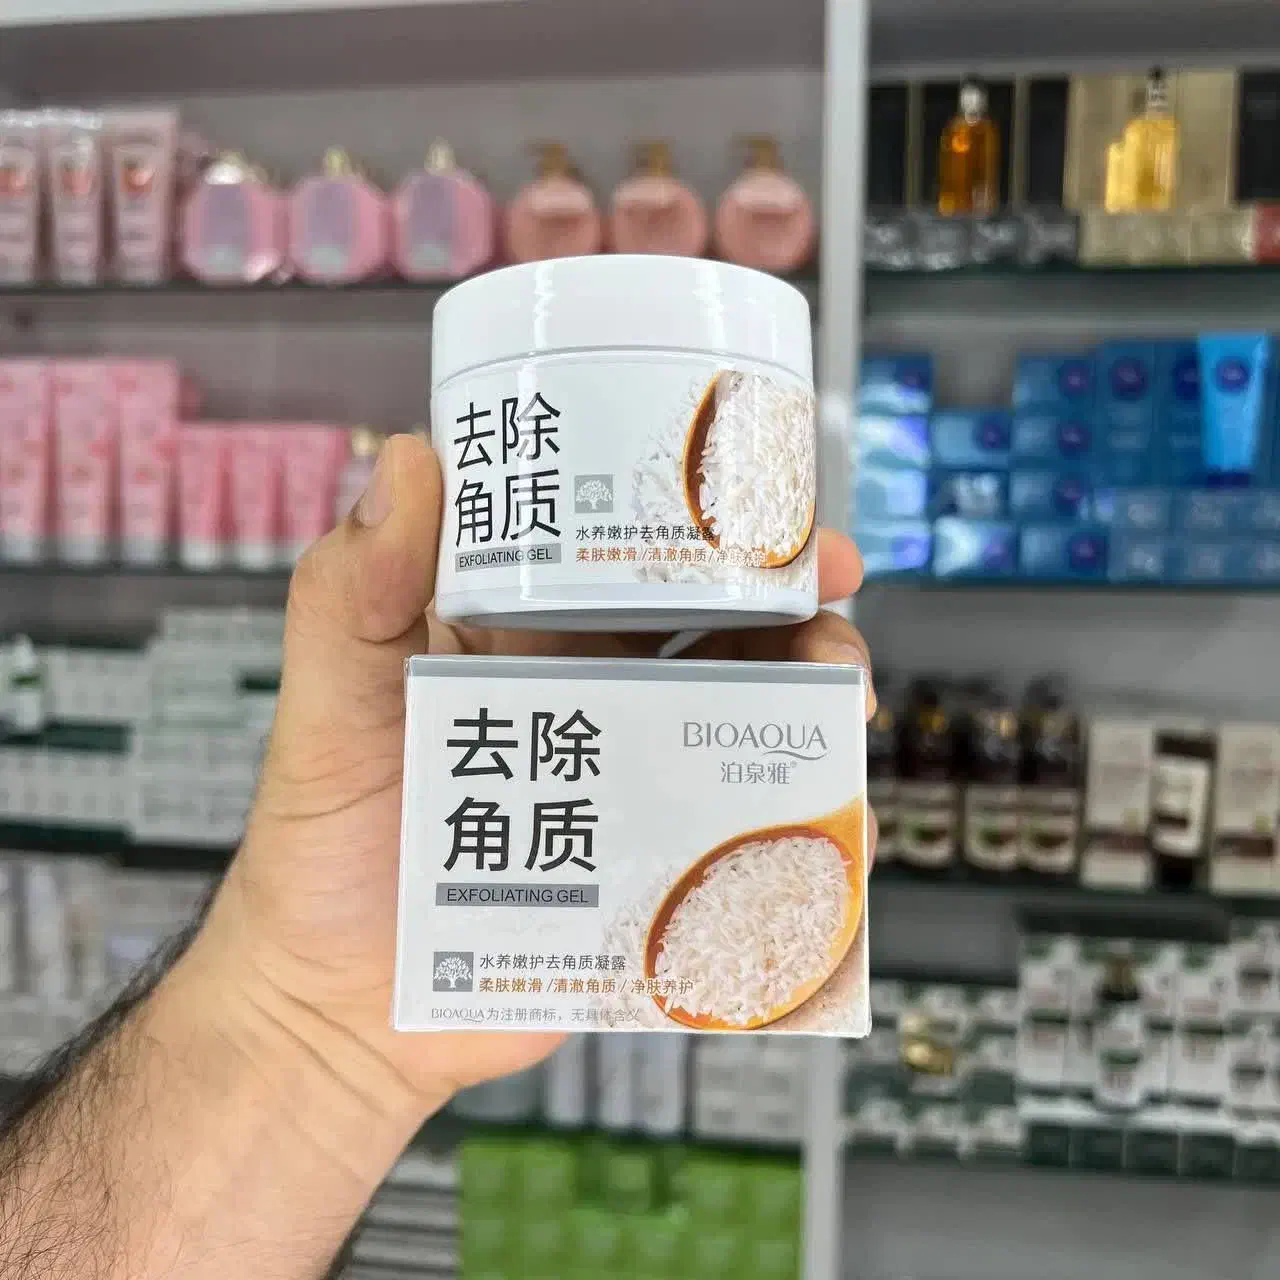 去除
角质
EXFOLIATING GEL
水养嫩护去角质凝露
柔肤嫩滑/清澈角质/净肤养护
去除
角质
EXFOLIATING GEL
BIOAQUA
泊泉雅®
水养嫩护去角质凝露
柔肤嫩滑/清澈角质/净肤养护
BIOAQUA为注册商标，无具体含义